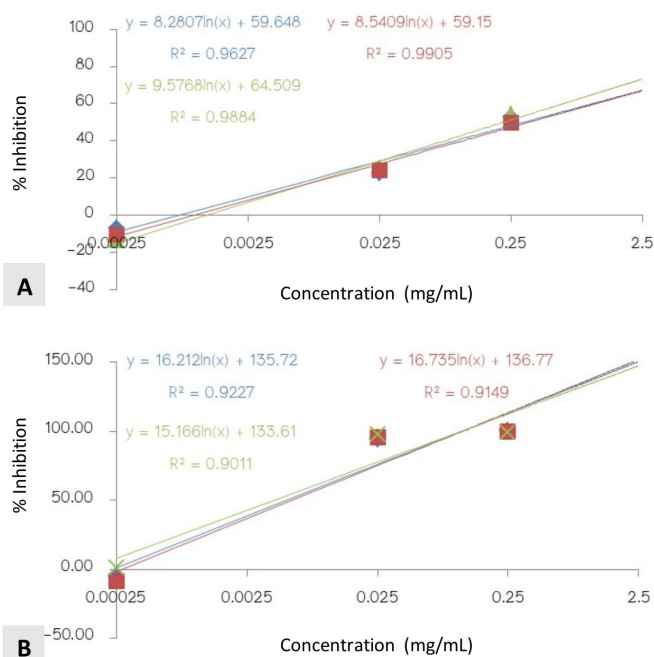 100
80
60
40
20
0
−20
−40
% Inhibition
y = 8.2807ln(x) + 59.648
R² = 0.9627
y = 8.5409ln(x) + 59.15
R² = 0.9905
y = 9.5768ln(x) + 64.509
R² = 0.9884
0.00025
0.0025
0.025
0.25
2.5
A
Concentration (mg/mL)
150.00
100.00
50.00
0.00
−50.00
% Inhibition
y = 16.212ln(x) + 135.72
R² = 0.9227
y = 16.735ln(x) + 136.77
R² = 0.9149
y = 15.166ln(x) + 133.61
R² = 0.9011
0.00025
0.0025
0.025
0.25
2.5
B
Concentration (mg/mL)